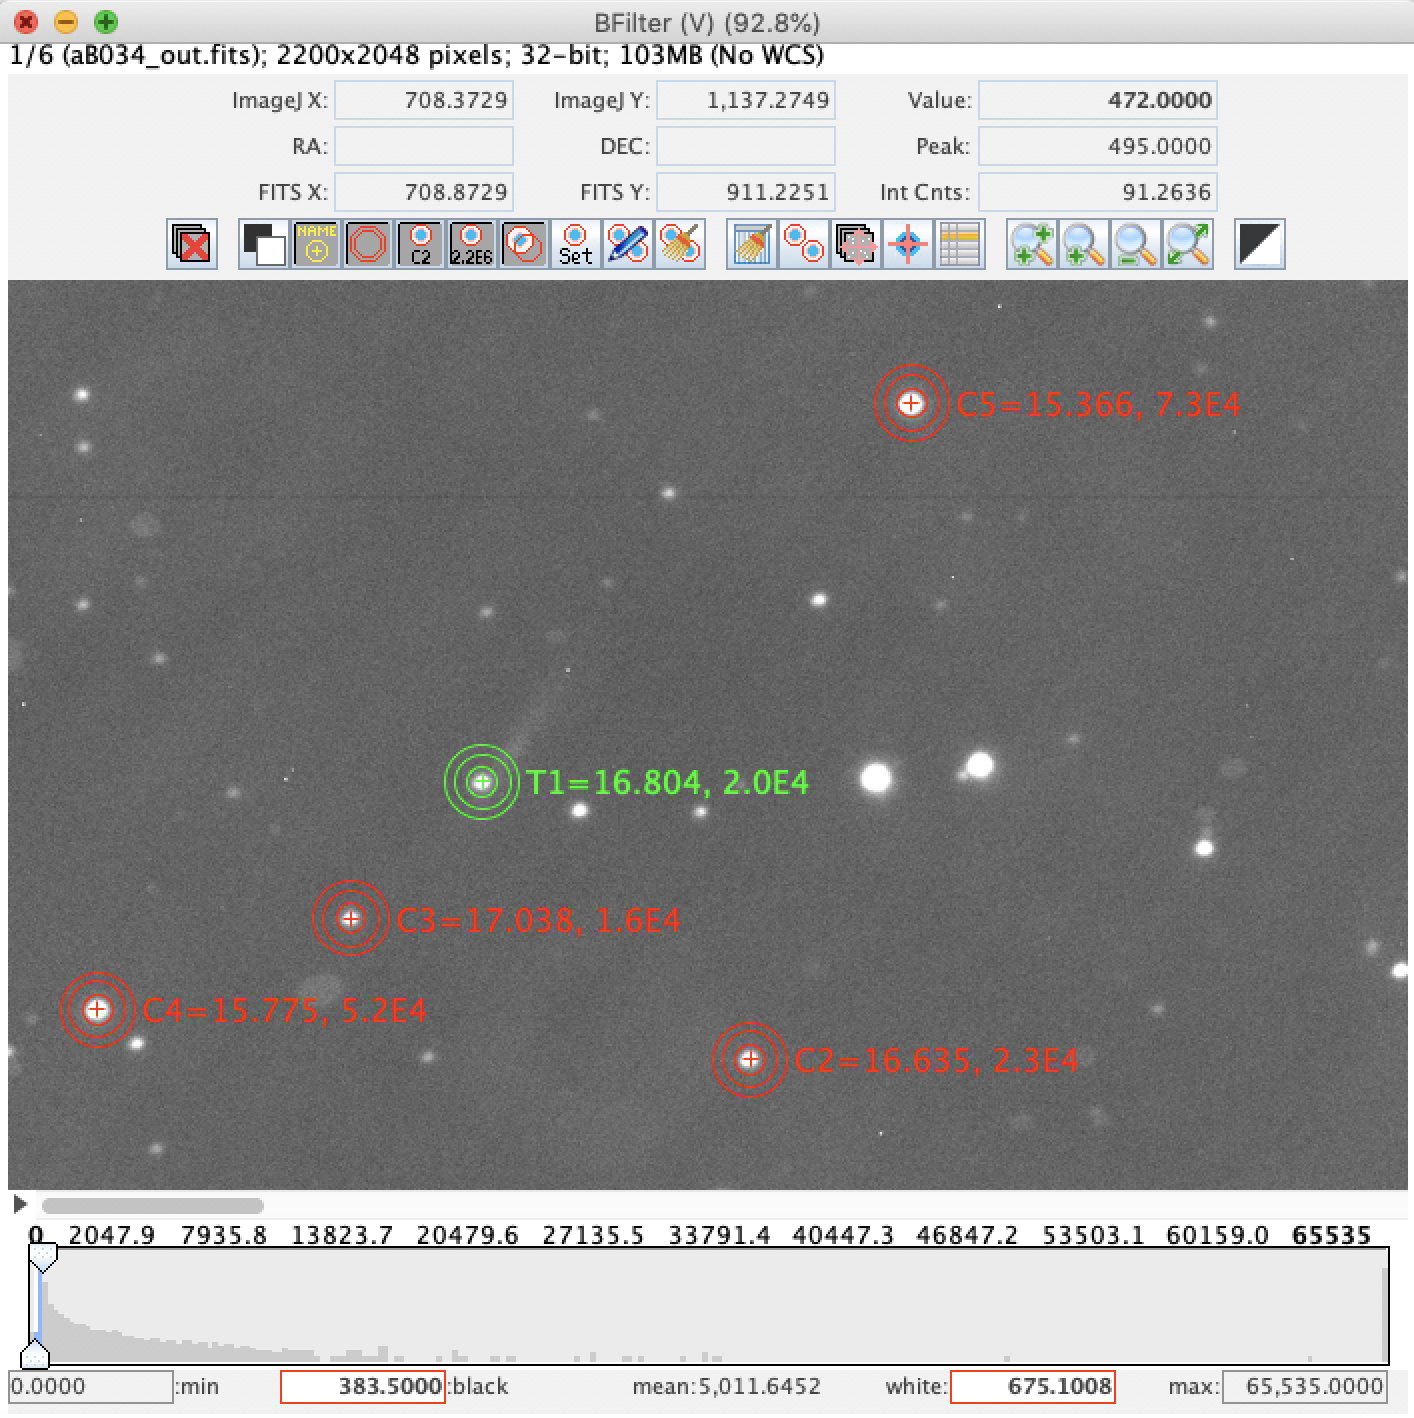 BFilter (V) (92.8%)
1/6 (aB034_out.fits); 2200x2048 pixels; 32-bit; 103MB (No WCS)
ImageJ X: 708.3729 ImageJ Y: 1,137.2749 Value: 472.0000
RA: DEC: Peak: 495.0000
FITS X: 708.8729 FITS Y: 911.2251 Int Cnts: 91.2636
NAME C2 2.2E6 Set
C5=15.366, 7.3E4
T1=16.804, 2.0E4
C3=17.038, 1.6E4
C4=15.775, 5.2E4
C2=16.635, 2.3E4
0 2047.9 7935.8 13823.7 20479.6 27135.5 33791.4 40447.3 46847.2 53503.1 60159.0 65535
0.0000 :min 383.5000 :black mean: 5,011.6452 white: 675.1008 max: 65,535.0000